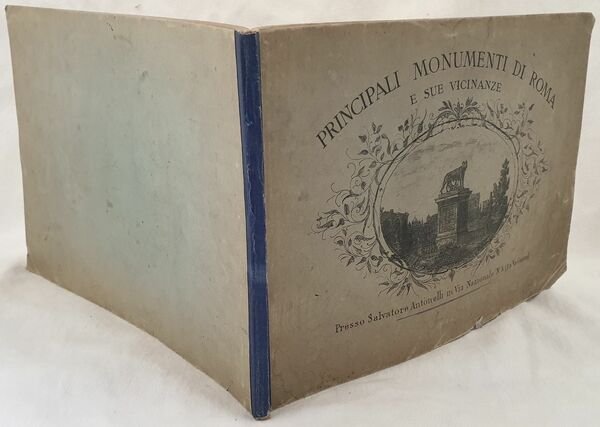 PRINCIPALI MONUMENTI DI ROMA
E SUE VICINANZE
Presso Salvatore Antonelli in Via Nazionale N.